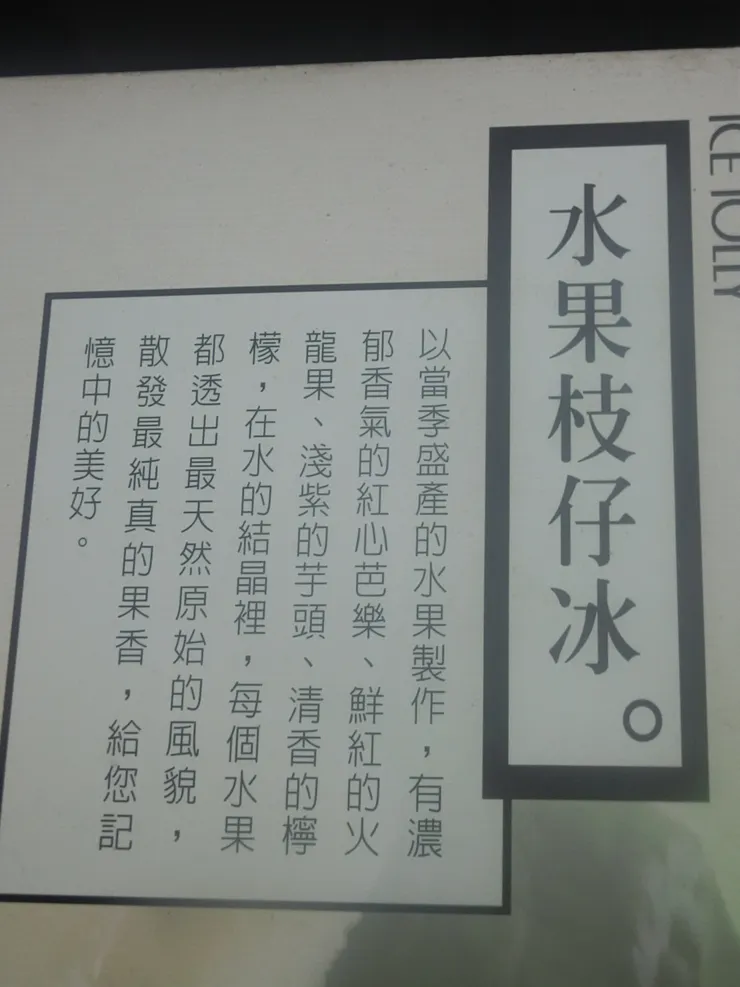 ICE JOLLY
水果枝仔冰。
以當季盛產的水果製作，有濃
郁香氣的紅心芭樂、鮮紅的火
龍果、淺紫的芋頭、清香的檸
檬，在水的結晶裡，每個水果
都透出最天然原始的風貌，
散發最純真的果香，給您記
憶中的美好。